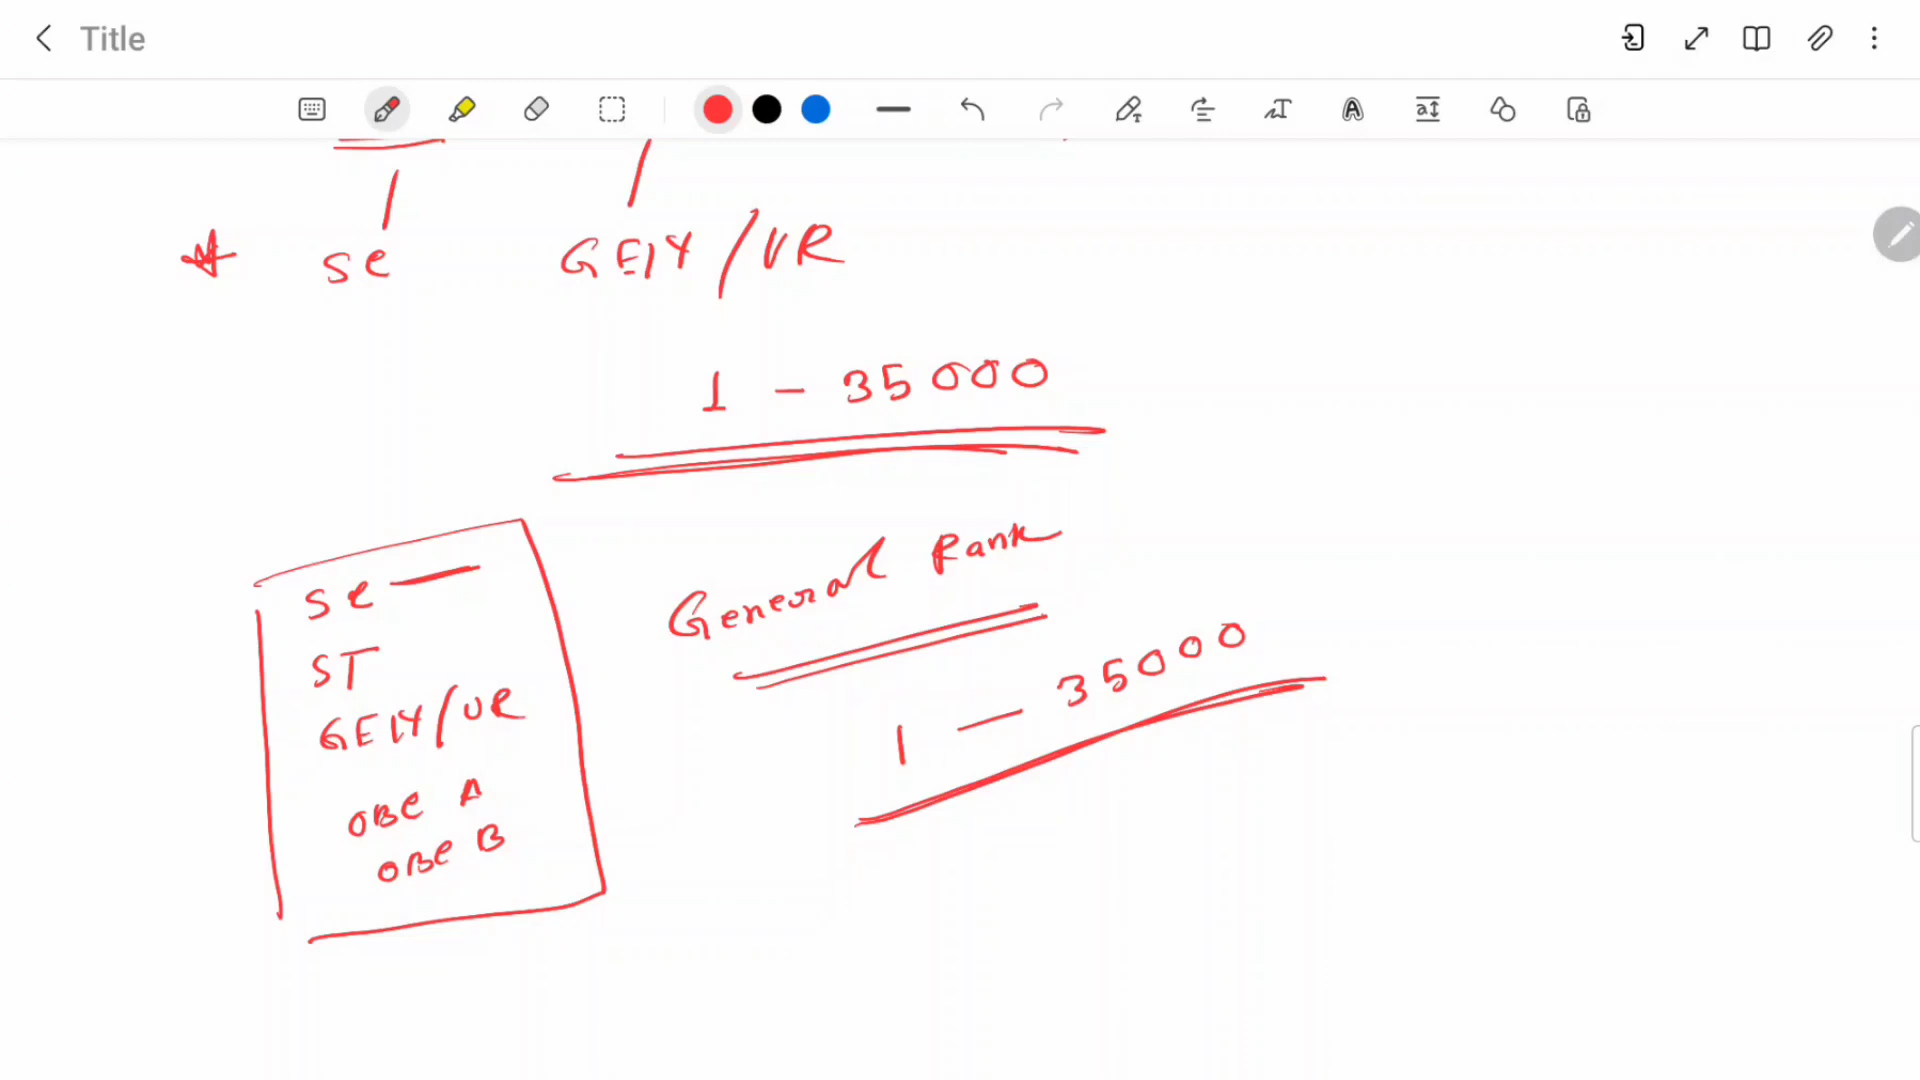 Title
SC GEN/UR
1 - 35000
General Rank
1 — 35000
SC —
ST
GEN/UR
OBC A
OBC B